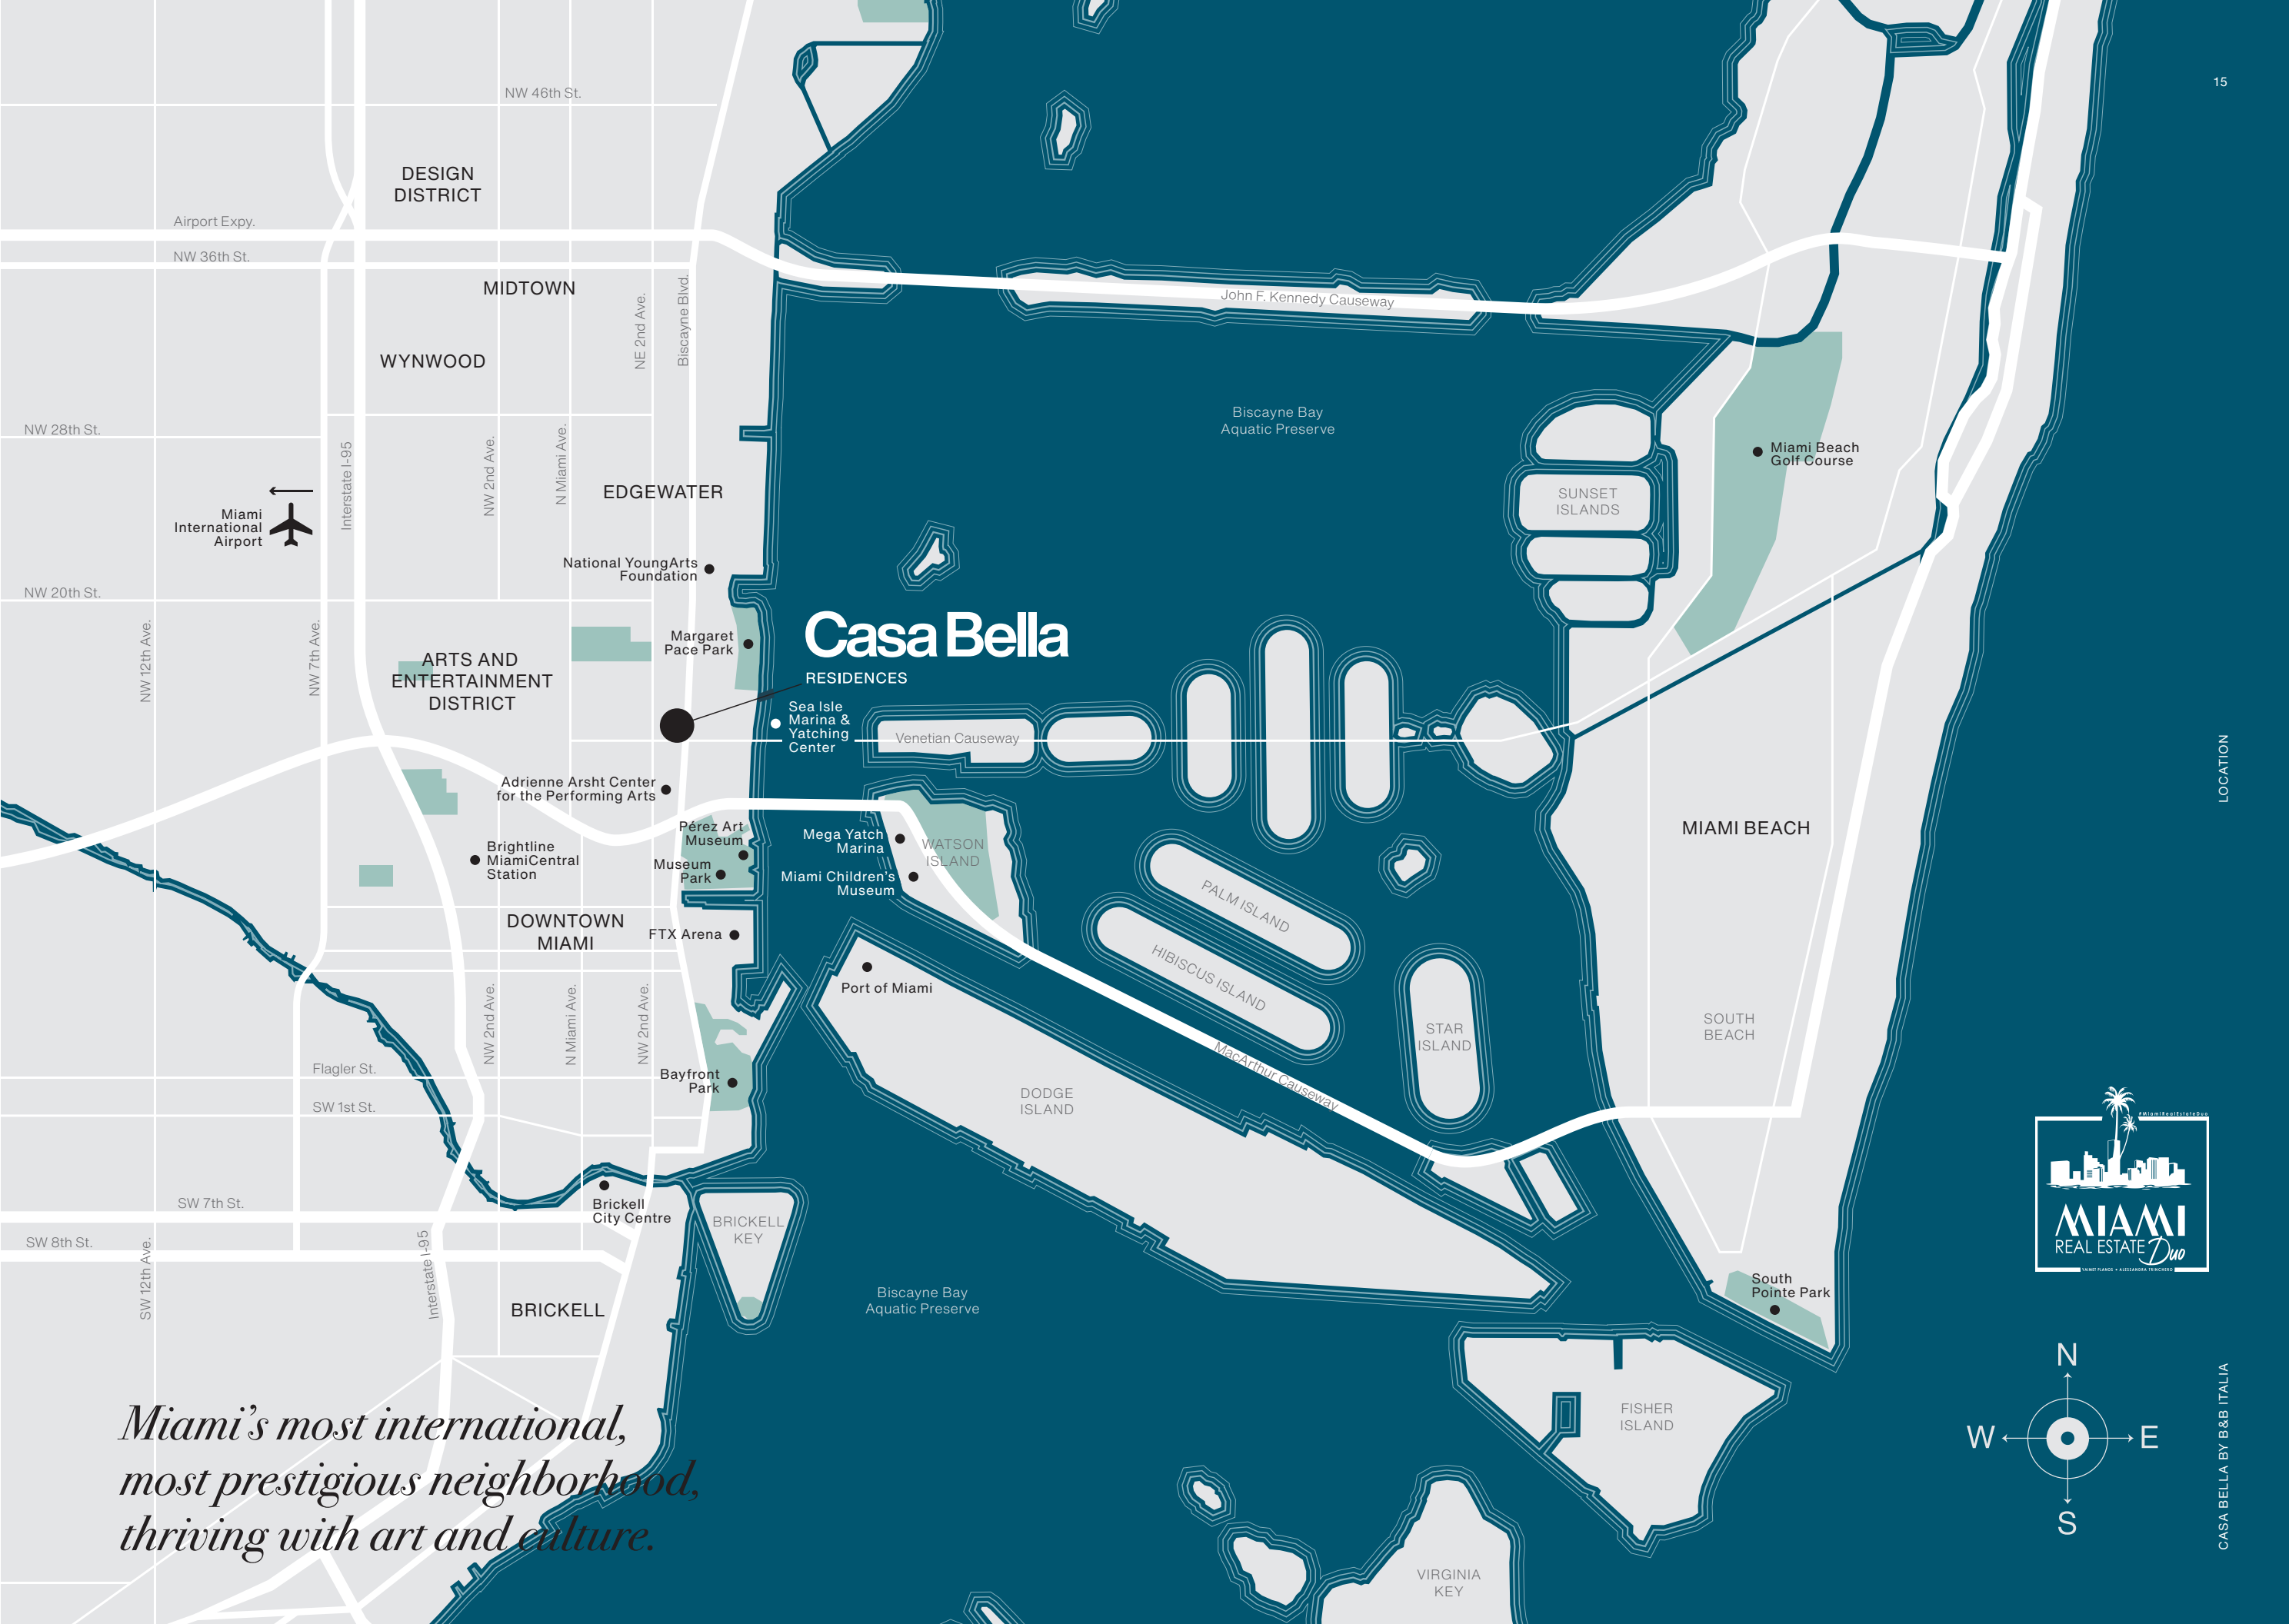 15
NW 46th St.
DESIGN
DISTRICT
Airport Expy.
NW 36th St.
MIDTOWN
NE 2nd Ave.
Biscayne Blvd.
John F. Kennedy Causeway
WYNWOOD
Biscayne Bay
Aquatic Preserve
NW 28th St.
Interstate I-95
NW 2nd Ave.
N Miami Ave.
Miami Beach
Golf Course
EDGEWATER
SUNSET
ISLANDS
Miami
International
Airport
National YoungArts
Foundation
NW 20th St.
NW 12th Ave.
NW 7th Ave.
Casa Bella
RESIDENCES
Margaret
Pace Park
ARTS AND
ENTERTAINMENT
DISTRICT
Sea Isle
Marina &
Yatching
Center
Venetian Causeway
LOCATION
Adrienne Arsht Center
for the Performing Arts
Pérez Art
Museum
Museum
Park
Mega Yatch
Marina
WATSON
ISLAND
Miami Children's
Museum
MIAMI BEACH
Brightline
MiamiCentral
Station
PALM ISLAND
HIBISCUS ISLAND
DOWNTOWN
MIAMI
FTX Arena
Port of Miami
NW 2nd Ave.
N Miami Ave.
NW 2nd Ave.
STAR
ISLAND
SOUTH
BEACH
MacArthur Causeway
Flagler St.
Bayfront
Park
DODGE
ISLAND
SW 1st St.
#MiamiRealEstateDuo
MIAMI
REAL ESTATE Duo
SW 7th St.
Brickell
City Centre
BRICKELL
KEY
SW 8th St.
SW 12th Ave.
Interstate I-95
BRICKELL
Biscayne Bay
Aquatic Preserve
South
Pointe Park
FISHER
ISLAND
VIRGINIA
KEY
N
W
E
S
CASA BELLA BY B&B ITALIA
Miami's most international,
most prestigious neighborhood,
thriving with art and culture.